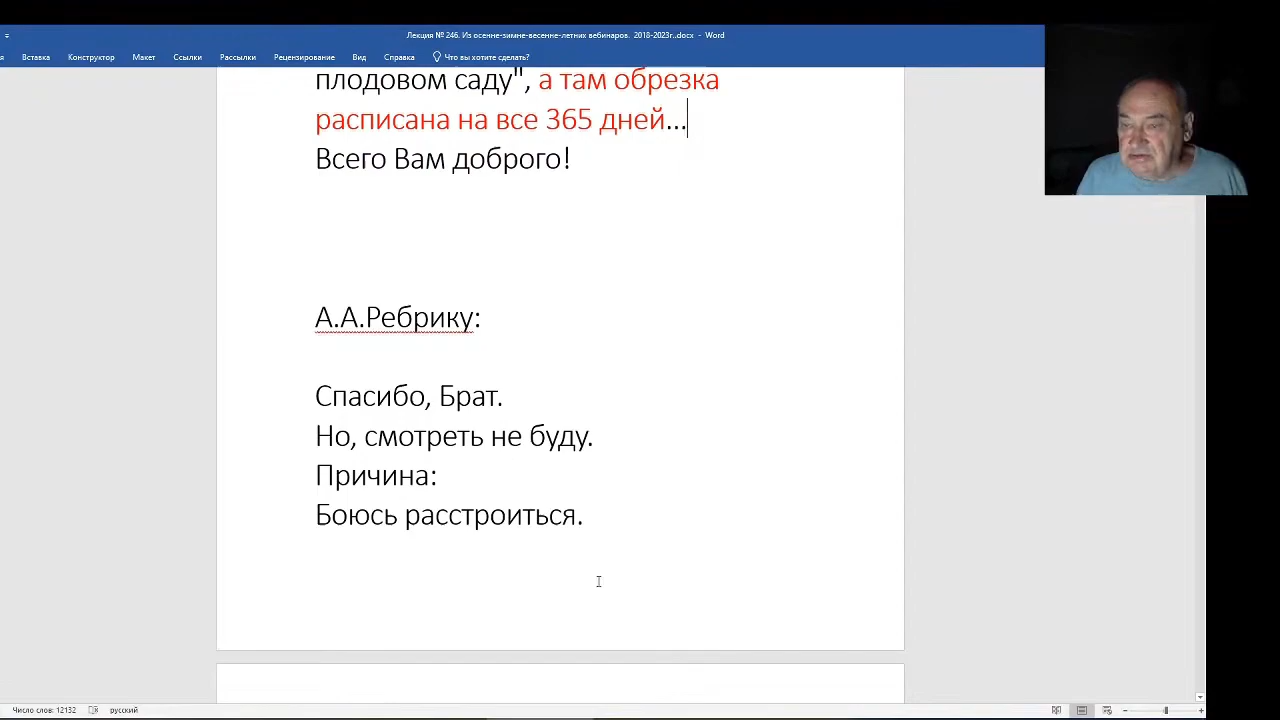 Лекция № 246. Из осенне-зимне-весенне-летних вебинаров. 2018-2023г..docx - Word
Вставка Конструктор Макет Ссылки Рассылки Рецензирование Вид Справка Что вы хотите сделать?
плодовом саду", а там обрезка
расписана на все 365 дней...
Всего Вам доброго!
А.А.Ребрику:
Спасибо, Брат.
Но, смотреть не буду.
Причина:
Боюсь расстроиться.
Число слов: 12132 русский